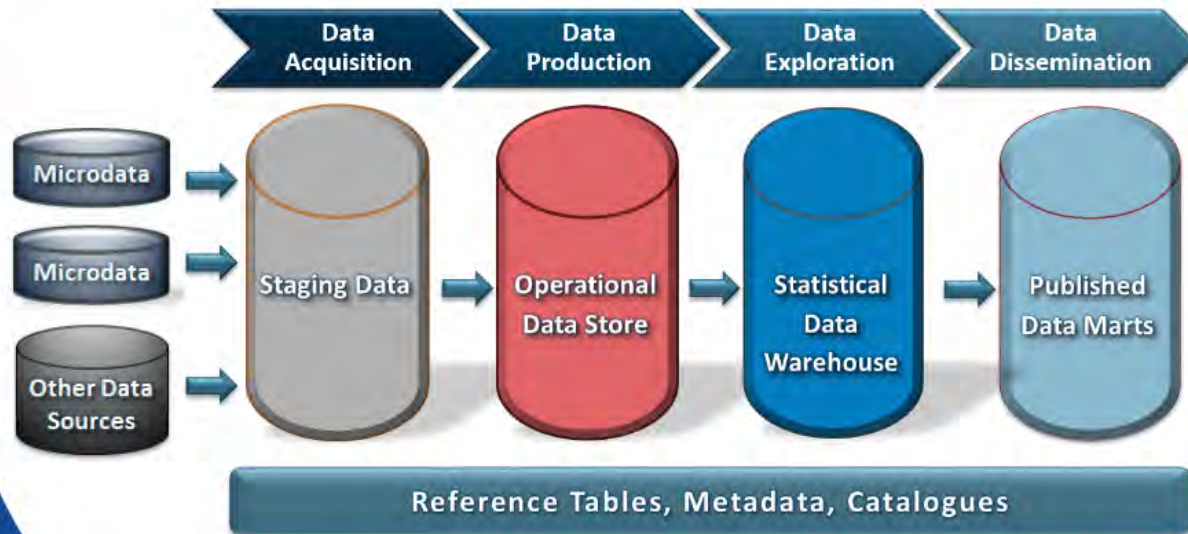 Data
Acquisition
Data
Production
Data
Exploration
Data
Dissemination
Microdata
Microdata
Other Data
Sources
Staging Data
Operational
Data Store
Statistical
Data
Warehouse
Published
Data Marts
Reference Tables, Metadata, Catalogues